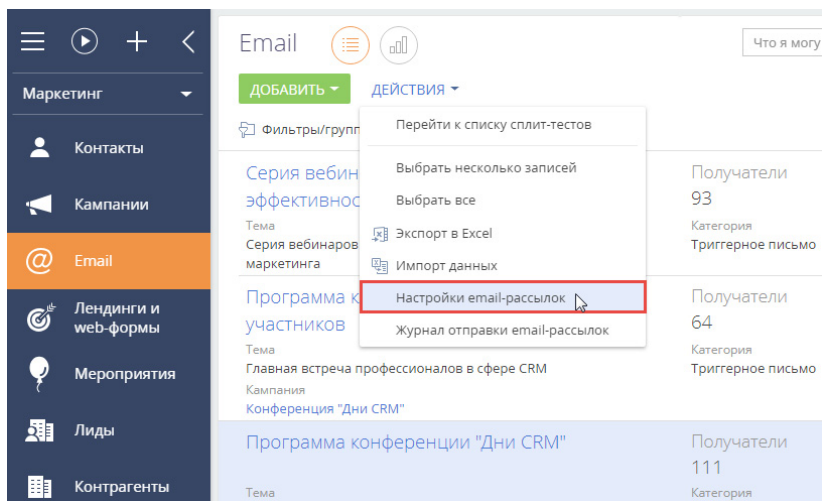 Email
Что я могу
Маркетинг
ДОБАВИТЬ
ДЕЙСТВИЯ
Контакты
Кампании
Email
Лендинги и
web-формы
Мероприятия
Лиды
Контрагенты
Перейти к списку сплит-тестов
Выбрать несколько записей
Выбрать все
Экспорт в Excel
Импорт данных
Настройки email-рассылок
Журнал отправки email-рассылок
Фильтры/групп
Серия вебин
эффективнос
Тема
Серия вебинаров
маркетинга
Получатели
93
Категория
Триггерное письмо
Программа к
участников
Тема
Главная встреча профессионалов в сфере CRM
Кампания
Конференция "Дни CRM"
Получатели
64
Категория
Триггерное письмо
Программа конференции "Дни CRM"
Тема
Получатели
111
Категория